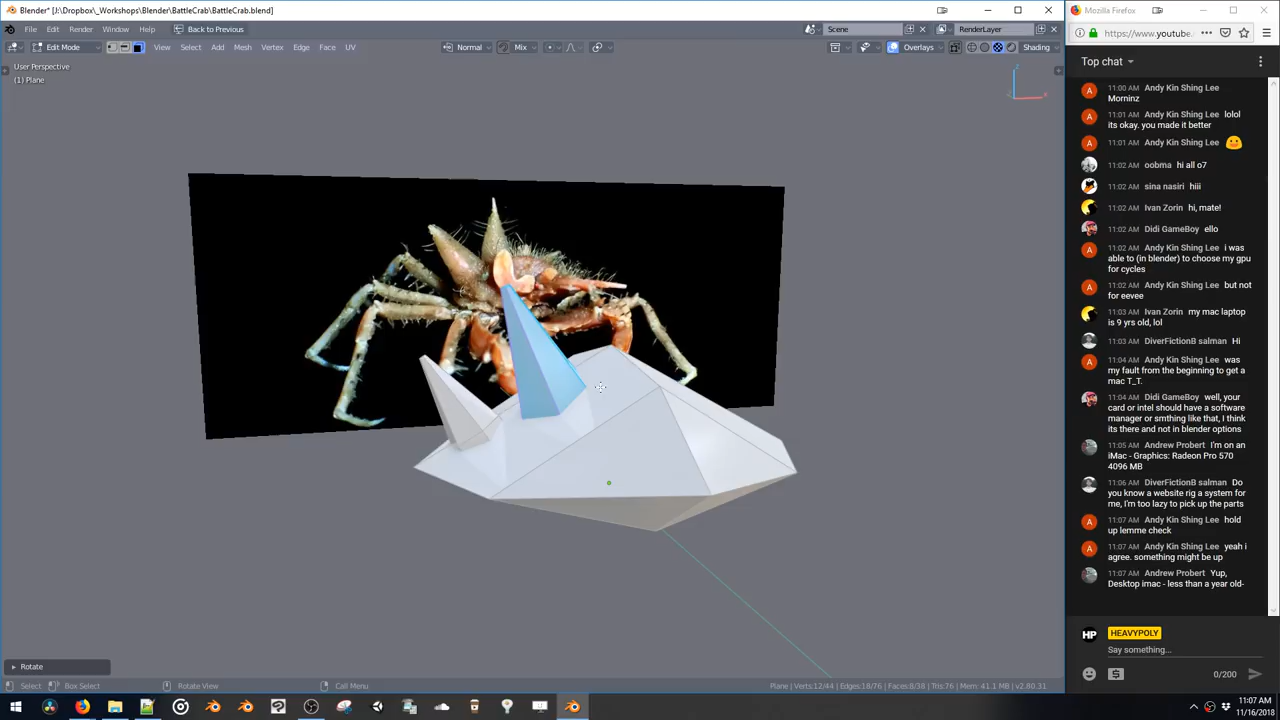 Blender* [J:\Dropbox\_Workshops\Blender\BattleCrab\BattleCrab.blend]
File Edit Render Window Help Back to Previous
Scene RenderLayer
Edit Mode View Select Add Mesh Vertex Edge Face UV Normal Mix Overlays Shading
User Perspective
(1) Plane
Rotate
Select Box Select Rotate View Call Menu
Plane | Verts:12/44 | Edges:18/76 | Faces:8/38 | Tris:76 | Mem: 41.1 MB | v2.80.31
Mozilla Firefox
https://www.youtube.
Top chat
11:00 AM Andy Kin Shing Lee
Morninz
11:01 AM Andy Kin Shing Lee lolol
its okay. you made it better
11:01 AM Andy Kin Shing Lee
11:02 AM oobma hi all o7
11:02 AM sina nasiri hiii
11:02 AM Ivan Zorin hi, mate!
11:02 AM Didi GameBoy ello
11:02 AM Andy Kin Shing Lee i was
able to (in blender) to choose my gpu
for cycles
11:02 AM Andy Kin Shing Lee but not
for eevee
11:03 AM Ivan Zorin my mac laptop
is 9 yrs old, lol
11:03 AM DiverFictionB salman Hi
11:04 AM Andy Kin Shing Lee was
my fault from the beginning to get a
mac T_T.
11:04 AM Didi GameBoy well, your
card or intel should have a software
manager or smthing like that, I think
its there and not in blender options
11:05 AM Andrew Probert I'm on an
iMac - Graphics: Radeon Pro 570
4096 MB
11:06 AM DiverFictionB salman Do
you know a website rig a system for
me, I'm too lazy to pick up the parts
11:07 AM Andy Kin Shing Lee hold
up lemme check
11:07 AM Andy Kin Shing Lee yeah i
agree. something might be up
11:07 AM Andrew Probert Yup,
Desktop imac - less than a year old-
HP HEAVYPOLY
Say something...
0/200
11:07 AM
11/16/2018